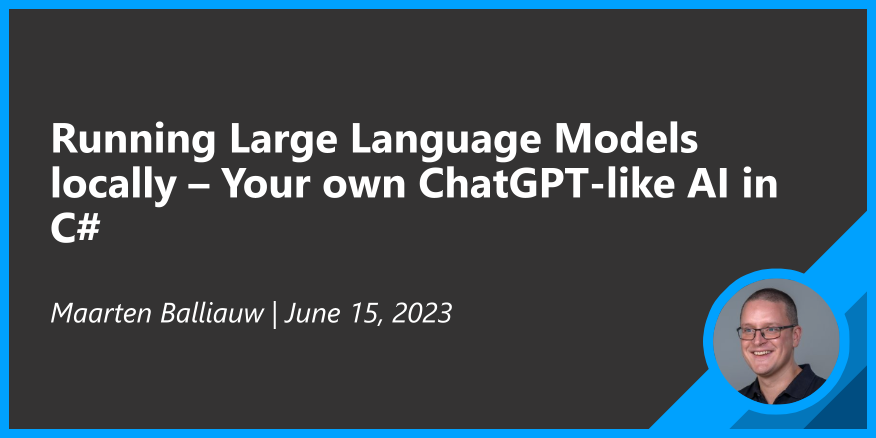 Running Large Language Models
locally – Your own ChatGPT-like AI in
C#
Maarten Balliauw | June 15, 2023